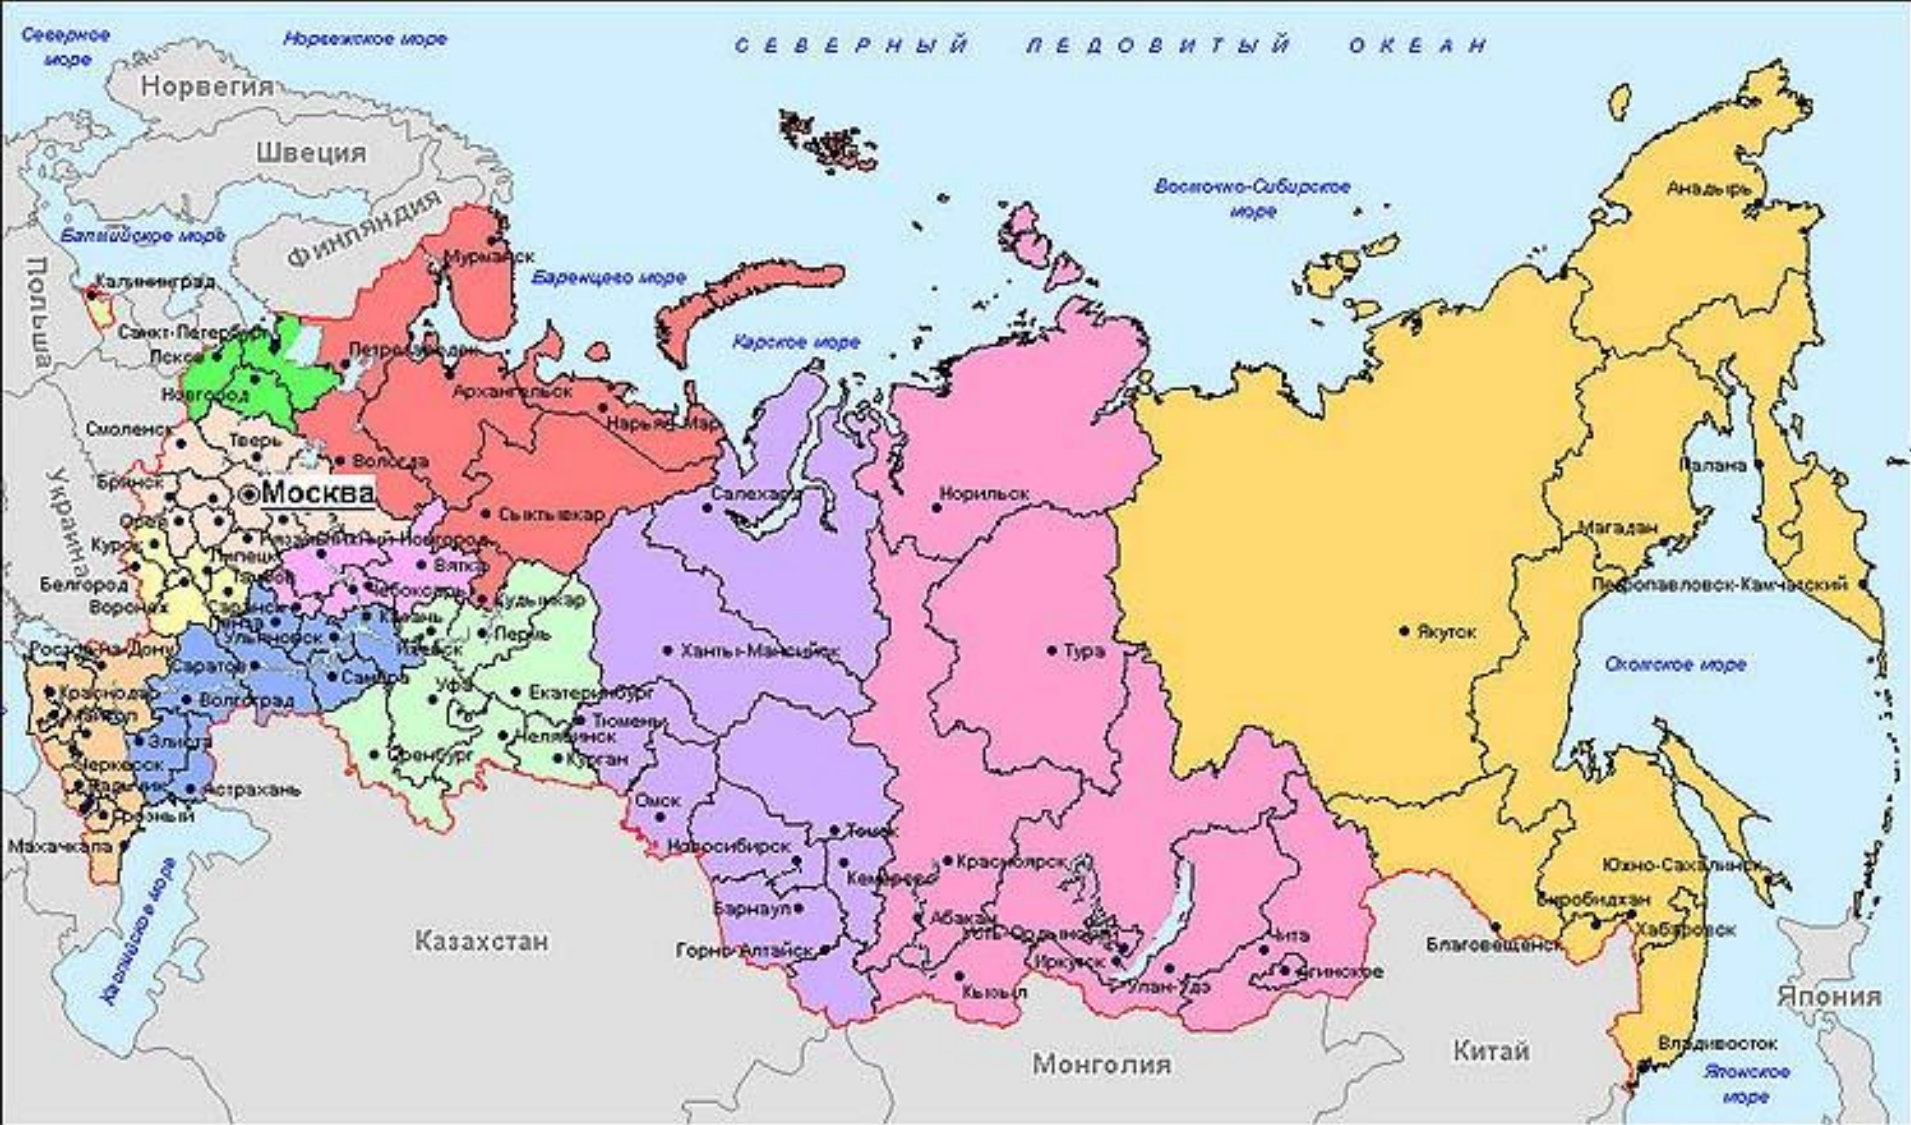 Северное
море
Норвежское море
СЕВЕРНЫЙ ЛЕДОВИТЫЙ ОКЕАН
Норвегия
Швеция
Финляндия
Балтийское море
Польша
Украина
Калининград
Мурманск
Баренцего море
Карское море
Восточно-Сибирское
море
Анадырь
Санкт-Петербург
Псков
Новгород
Петрозаводск
Архангельск
Нарьян-Мар
Смоленск
Тверь
Вологда
Брянск
Москва
Салехард
Норильск
Палана
Орел
Сыктывкар
Магадан
Курск
Рязань
Нижний Новгород
Липецк
Тамбов
Вятка
Белгород
Чебоксары
Кудымкар
Петропавловск-Камчатский
Воронеж
Саранск
Пенза
Казань
Ульяновск
Пермь
Ижевск
Якутск
Ростов-на-Дону
Ханты-Мансийск
Тура
Саратов
Самара
Охотское море
Краснодар
Волгоград
Уфа
Екатеринбург
Майкоп
Тюмень
Элиста
Челябинск
Оренбург
Курган
Черкесск
Нальчик
Астрахань
Омск
Грозный
Томск
Махачкала
Новосибирск
Красноярск
Южно-Сахалинск
Кемерово
Каспийское море
Барнаул
Абакан
Биробиджан
Усть-Ордынский
Чита
Хабаровск
Казахстан
Горно-Алтайск
Иркутск
Благовещенск
Агинское
Кызыл
Улан-Удэ
Япония
Монголия
Китай
Владивосток
Японское
море